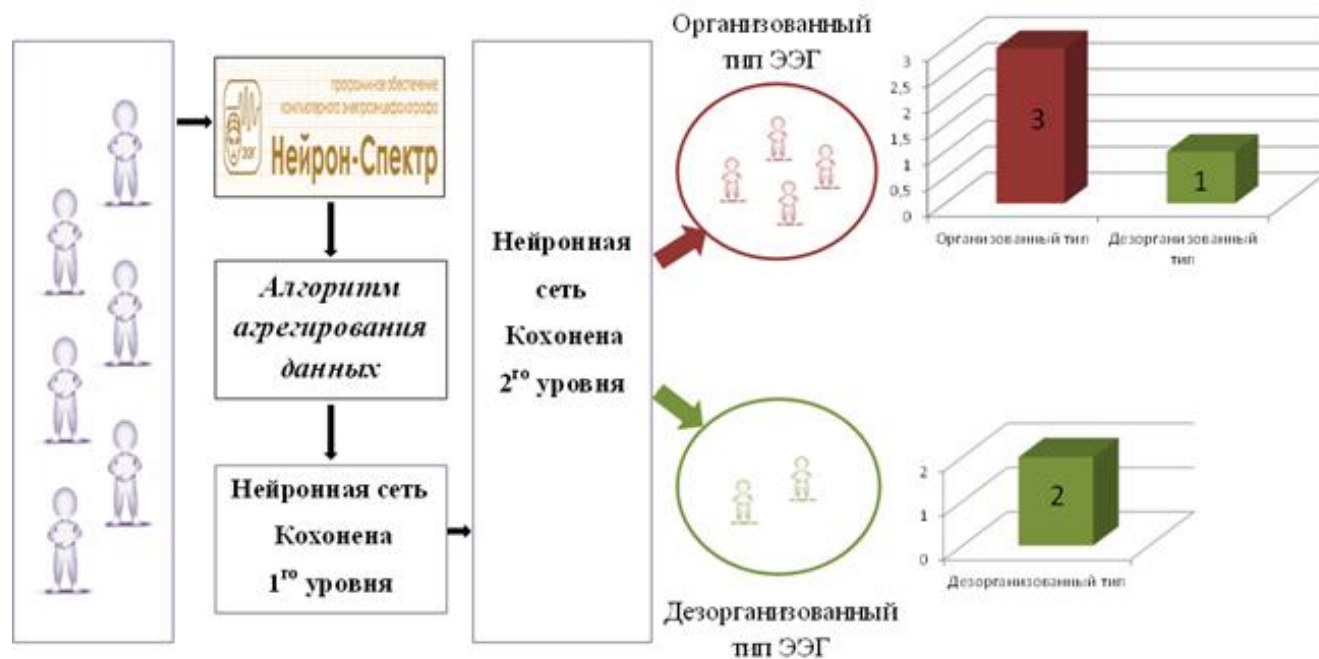 программное обеспечение
компьютерного электроэнцефалографа
ЭЭГ
Нейрон-Спектр
Алгоритм
агрегирования
данных
Нейронная сеть
Кохонена
1го уровня
Нейронная
сеть
Кохонена
2го уровня
Организованный
тип ЭЭГ
Дезорганизованный
тип ЭЭГ
3
2,5
2
1,5
1
0,5
0
3
1
Организованный тип
Дезорганизованный
тип
2
1
0
2
Дезорганизованный тип